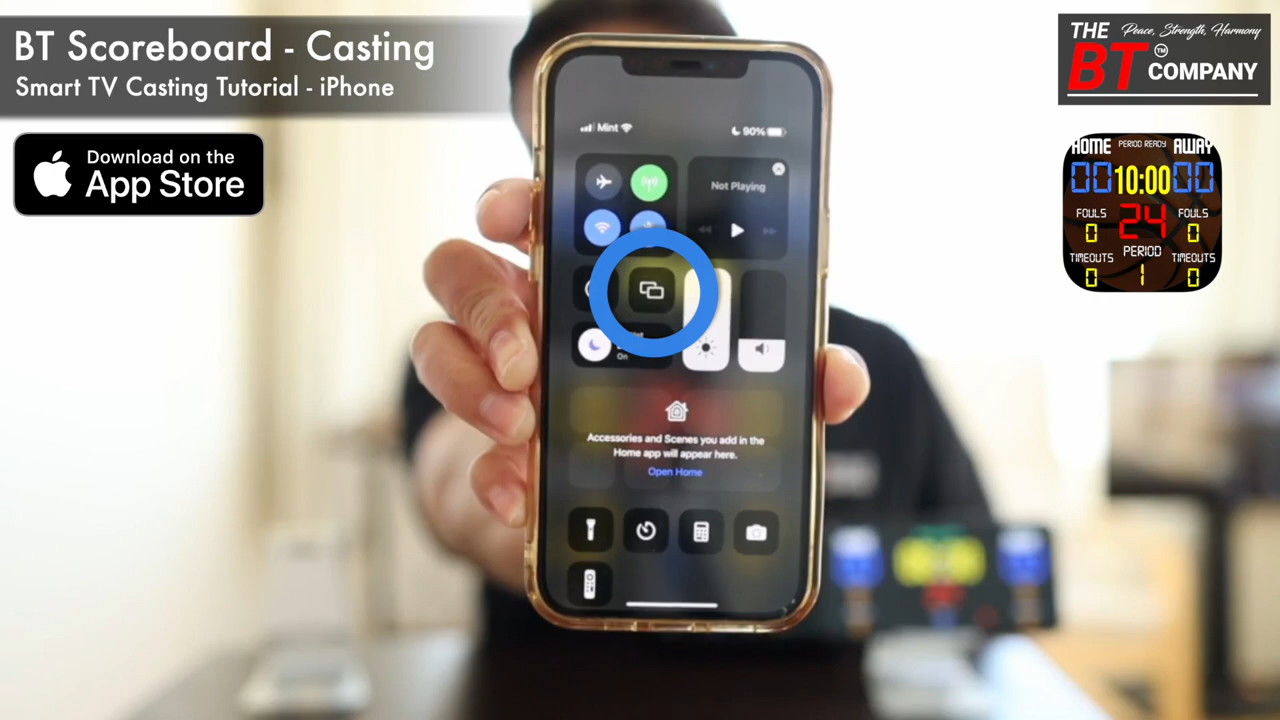 BT Scoreboard - Casting
Smart TV Casting Tutorial - iPhone
Download on the
App Store
THE
Peace, Strength, Harmony
BT
TM
COMPANY
HOME
PERIOD READY
AWAY
00
10:00
00
FOULS
24
FOULS
0
0
TIMEOUTS
PERIOD
TIMEOUTS
0
1
0
Mint
90%
Not Playing
On
Accessories and Scenes you add in the
Home app will appear here.
Open Home